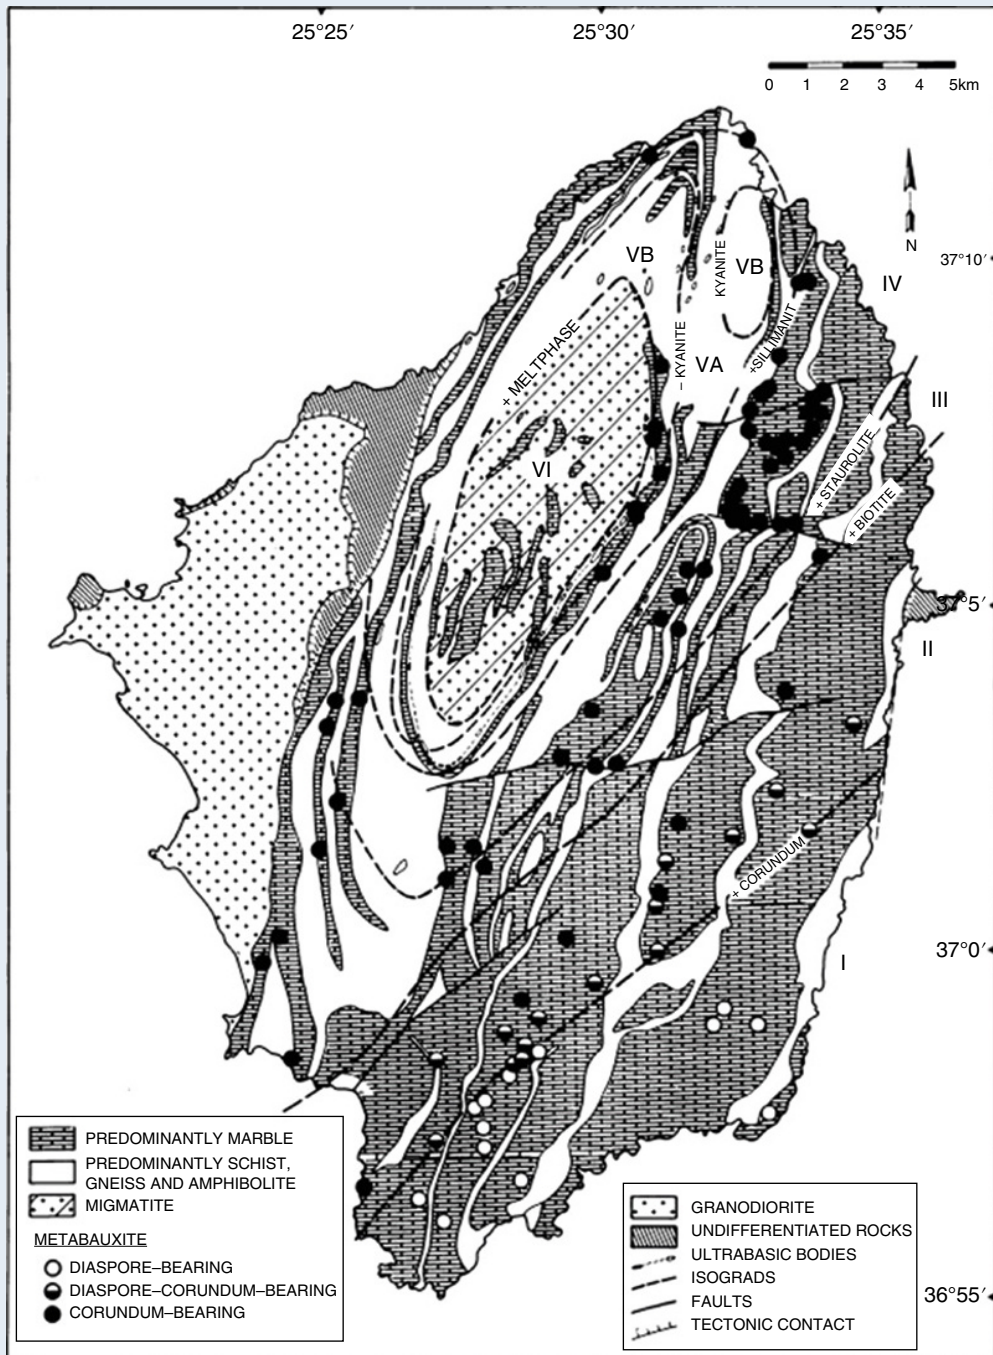 25°25′ 25°30′ 25°35′
0 1 2 3 4 5km
N
37°10′
VB
KYANITE
VB
IV
+SILLIMANIT
+ MELTPHASE
– KYANITE
VA
III
VI
+ STAUROLITE
+ BIOTITE
37°5′
II
+ CORUNDUM
I
37°0′
36°55′
PREDOMINANTLY MARBLE
PREDOMINANTLY SCHIST,
GNEISS AND AMPHIBOLITE
MIGMATITE
METABAUXITE
DIASPORE–BEARING
DIASPORE–CORUNDUM–BEARING
CORUNDUM–BEARING
GRANODIORITE
UNDIFFERENTIATED ROCKS
ULTRABASIC BODIES
ISOGRADS
FAULTS
TECTONIC CONTACT